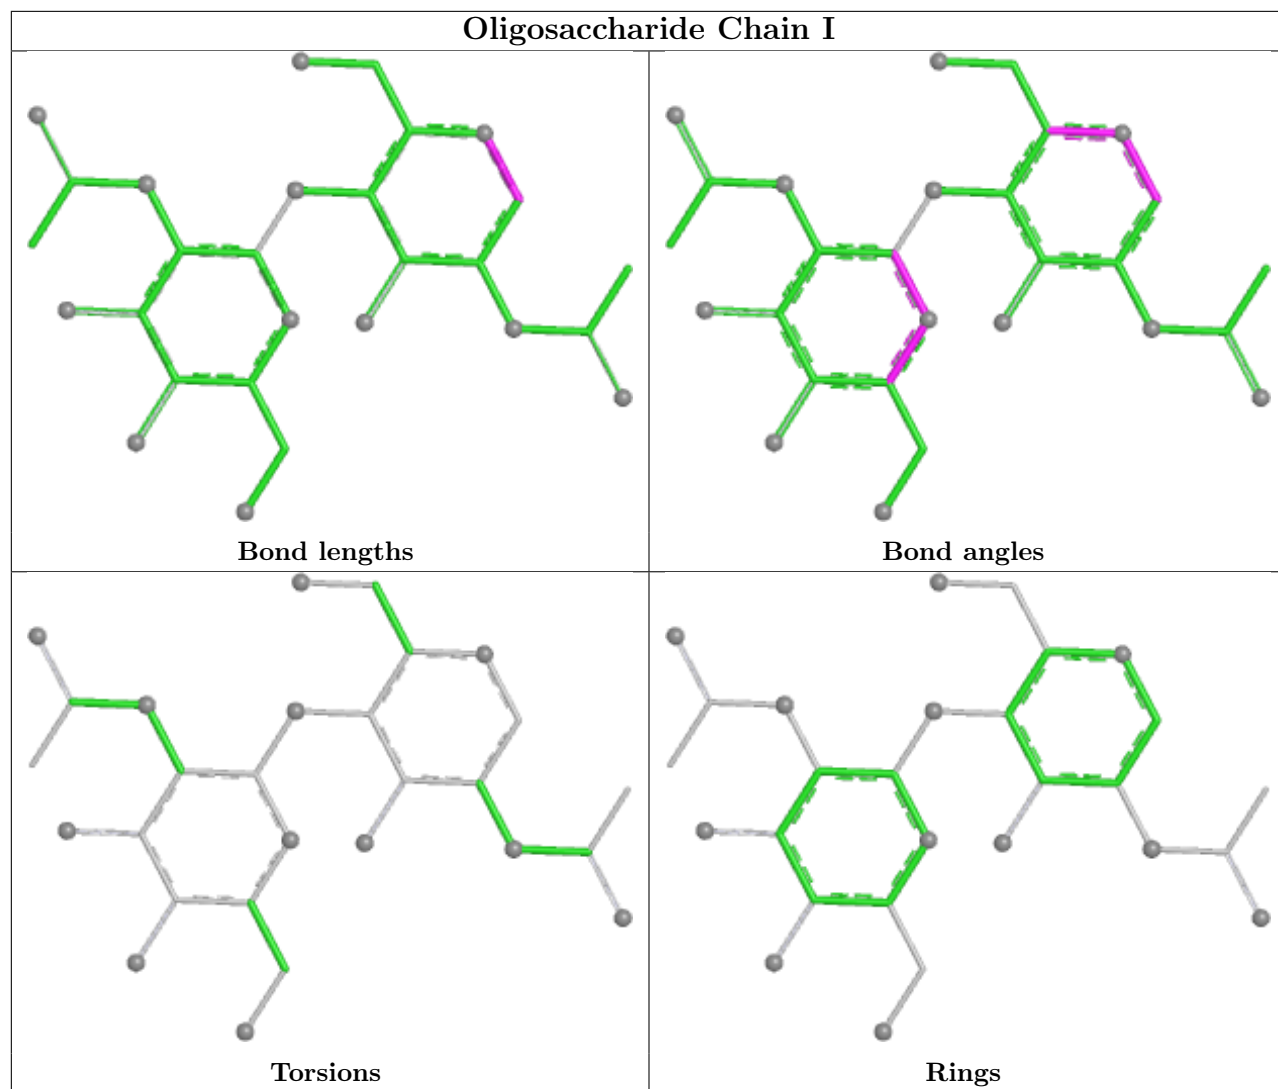 Oligosaccharide Chain I
Bond lengths
Bond angles
Torsions
Rings